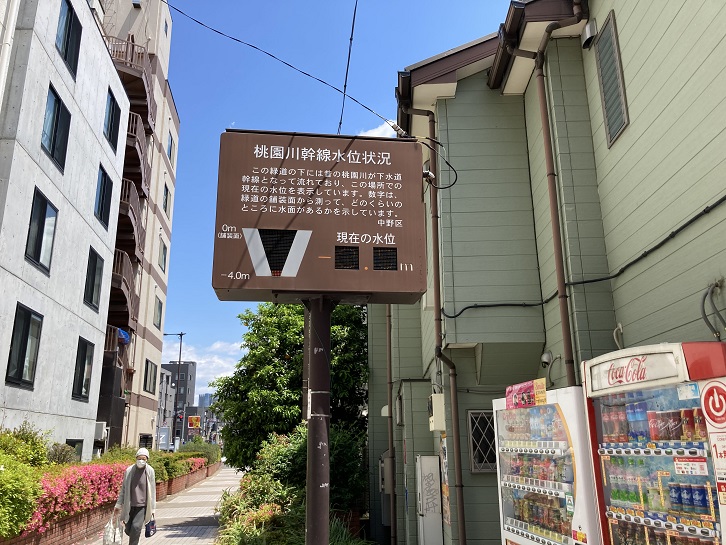 桃園川幹線水位状況
この緑道の下には昔の桃園川が下水道
幹線となって流れており、この場所での
現在の水位を表示しています。数字は、
緑道の舗装面から測って、どのくらいの
ところに水面があるかを示しています。
中野区
0m
(舗装面)
現在の水位
m
−4.0m
Coca-Cola